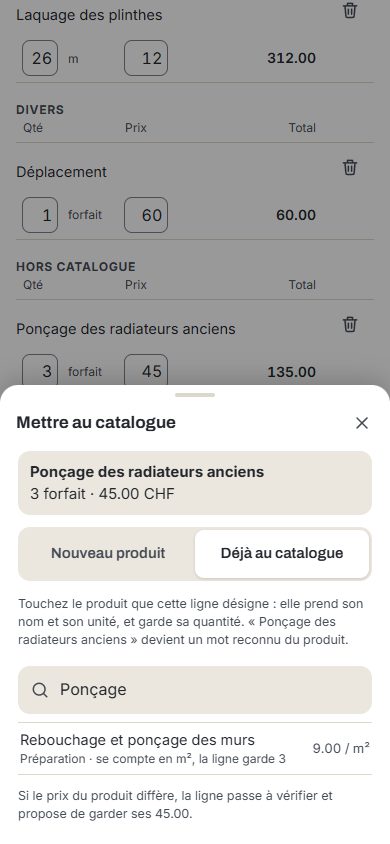 Laquage des plinthes
26 m 12 312.00
DIVERS
Qté Prix Total
Déplacement
1 forfait 60 60.00
HORS CATALOGUE
Qté Prix Total
Ponçage des radiateurs anciens
3 forfait 45 135.00
Mettre au catalogue
Ponçage des radiateurs anciens
3 forfait · 45.00 CHF
Nouveau produit Déjà au catalogue
Touchez le produit que cette ligne désigne : elle prend son
nom et son unité, et garde sa quantité. « Ponçage des
radiateurs anciens » devient un mot reconnu du produit.
Ponçage
Rebouchage et ponçage des murs
9.00 / m²
Préparation · se compte en m², la ligne garde 3
Si le prix du produit diffère, la ligne passe à vérifier et
propose de garder ses 45.00.